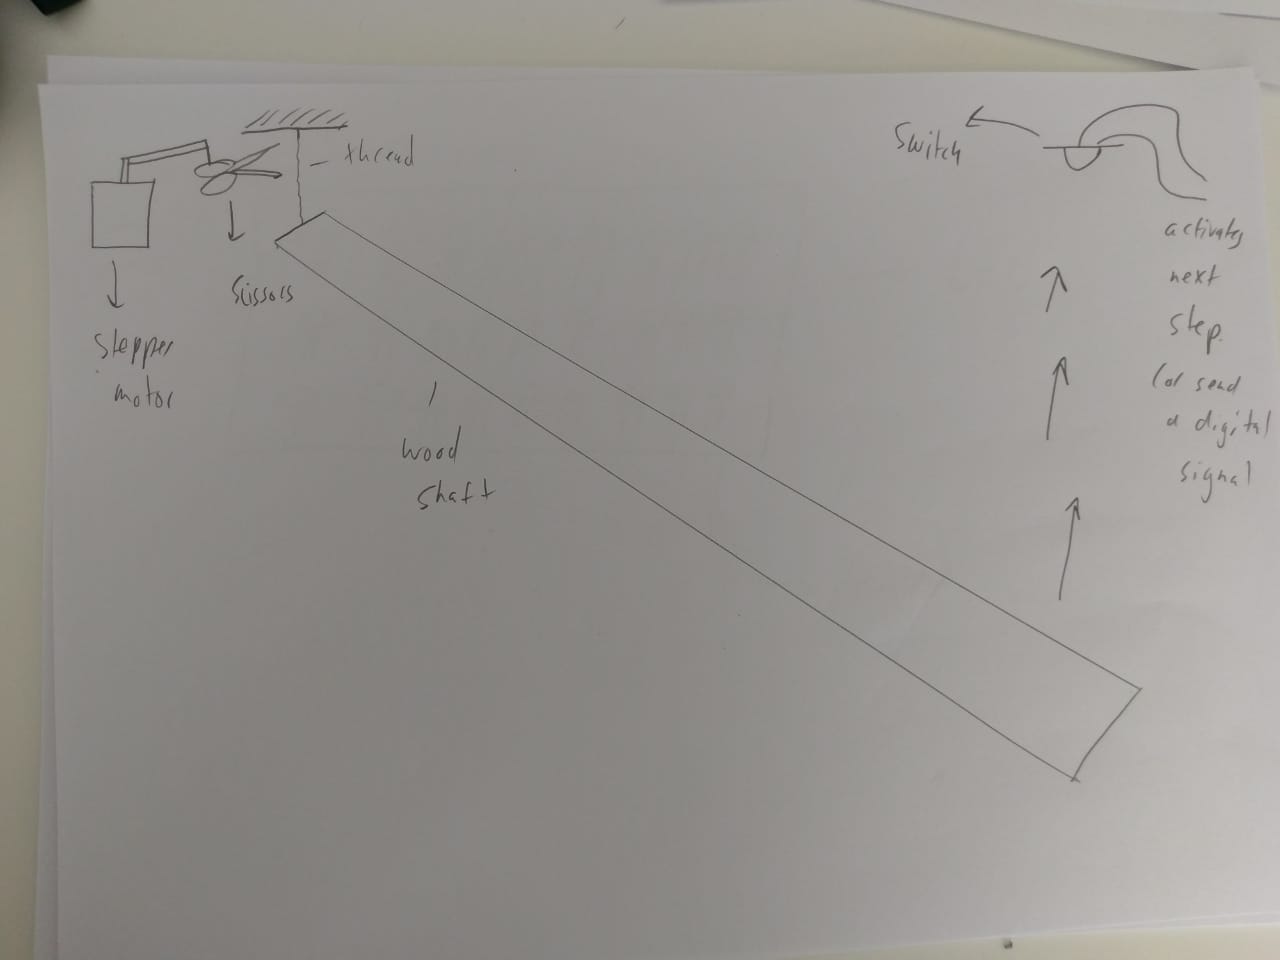 thread
Switch
Scissors
Stepper
motor
wood
shaft
activates
next
step.
(or send
a digital
signal